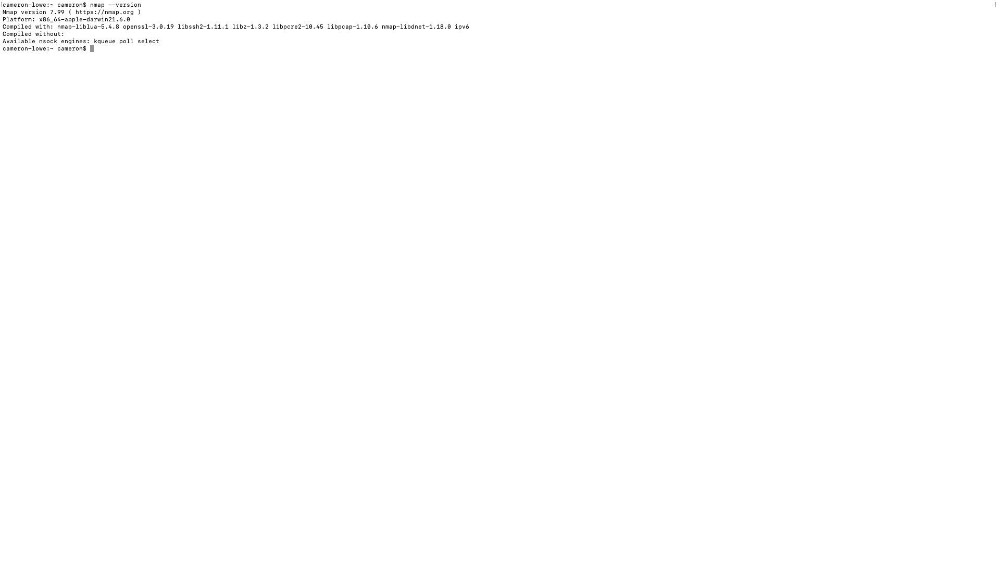 [cameron-lowe:~ cameron$ nmap --version ]
Nmap version 7.99 ( https://nmap.org )
Platform: x86_64-apple-darwin21.6.0
Compiled with: nmap-liblua-5.4.8 openssl-3.0.19 libssh2-1.11.1 libz-1.3.2 libpcre2-10.45 libpcap-1.10.6 nmap-libdnet-1.18.0 ipv6
Compiled without:
Available nsock engines: kqueue poll select
cameron-lowe:~ cameron$